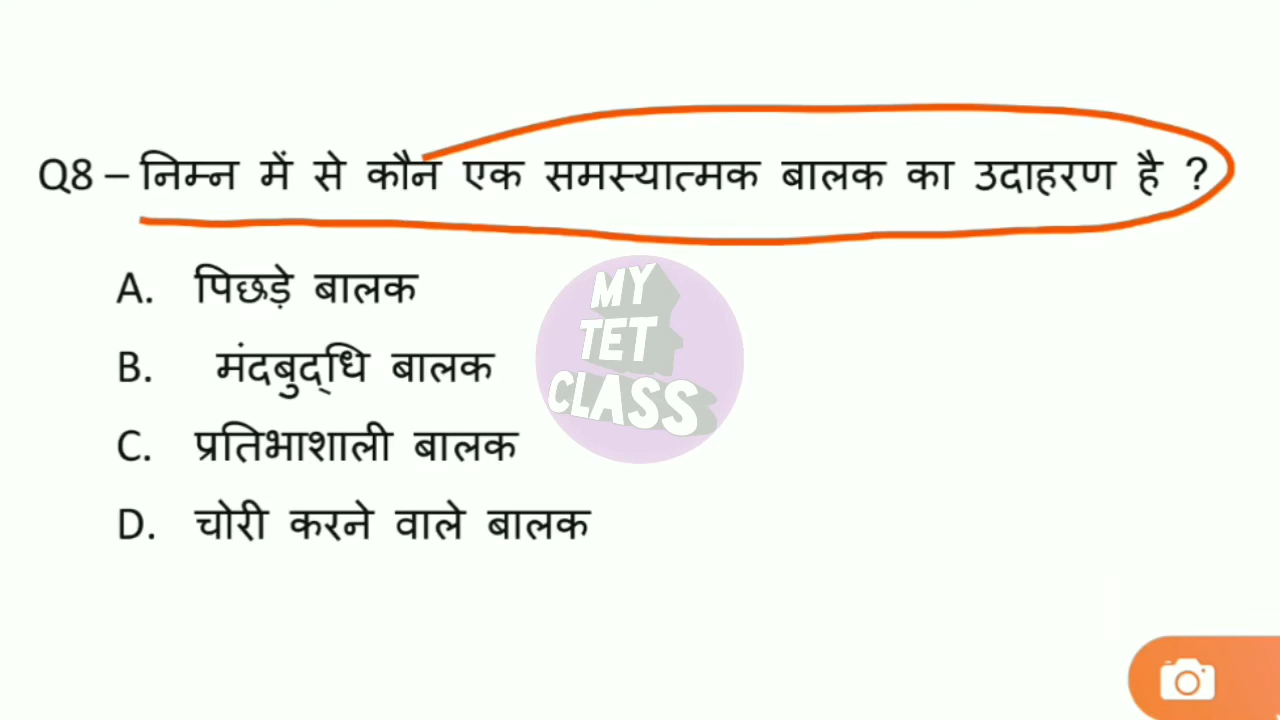 Q8 – निम्न में से कौन एक समस्यात्मक बालक का उदाहरण है ?
A. पिछड़े बालक
B. मंदबुद्धि बालक
C. प्रतिभाशाली बालक
D. चोरी करने वाले बालक
MY
TET
CLASS